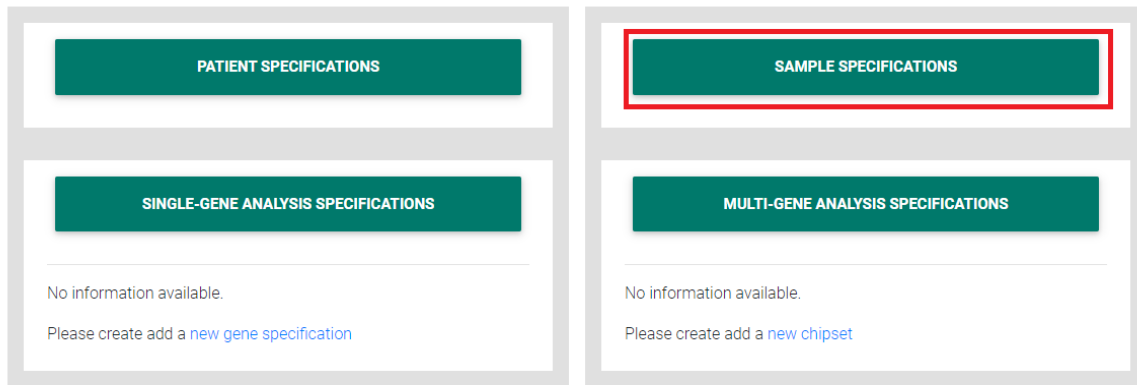 PATIENT SPECIFICATIONS
SAMPLE SPECIFICATIONS
SINGLE-GENE ANALYSIS SPECIFICATIONS
No information available.
Please create add a new gene specification
MULTI-GENE ANALYSIS SPECIFICATIONS
No information available.
Please create add a new chipset